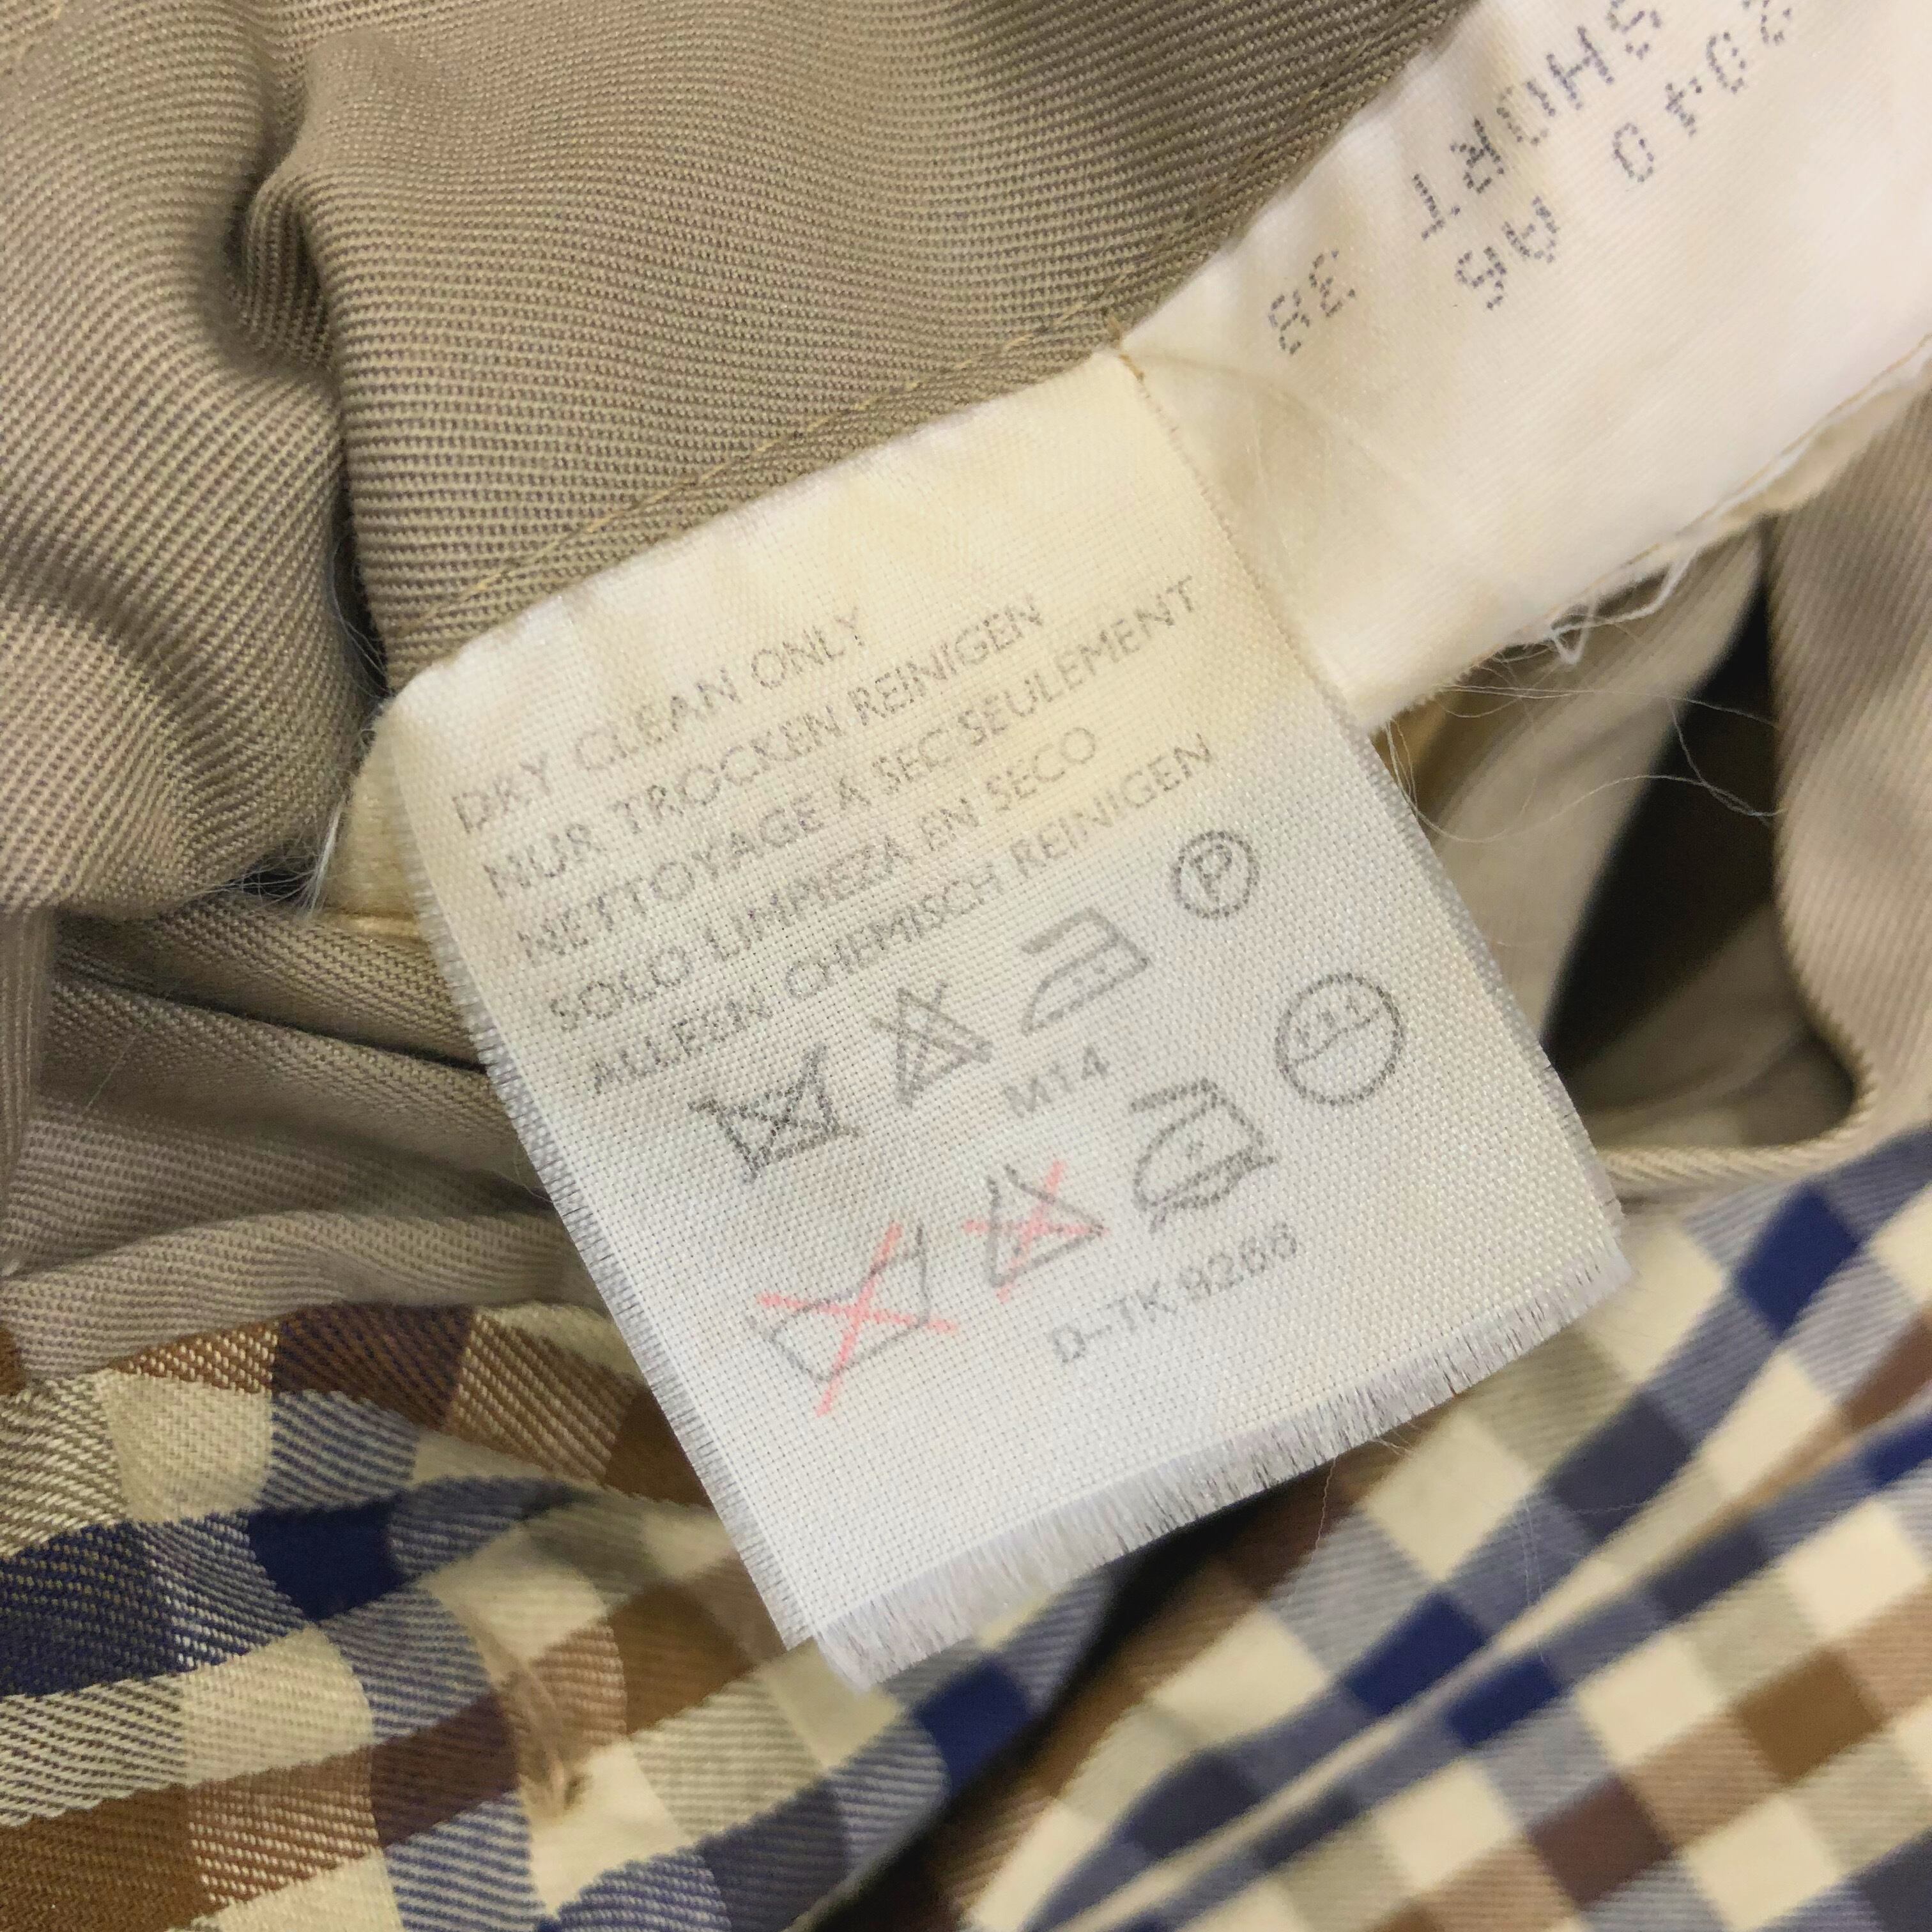 DRY CLEAN ONLY
NUR TROCKEN REINIGEN
NETTOYAGE A SEC SEULEMENT
SOLO LIMPIEZA EN SECO
ALLEEN CHEMISCH REINIGEN
P
M14
D-TK 9266
SHORT 38
2040 A6